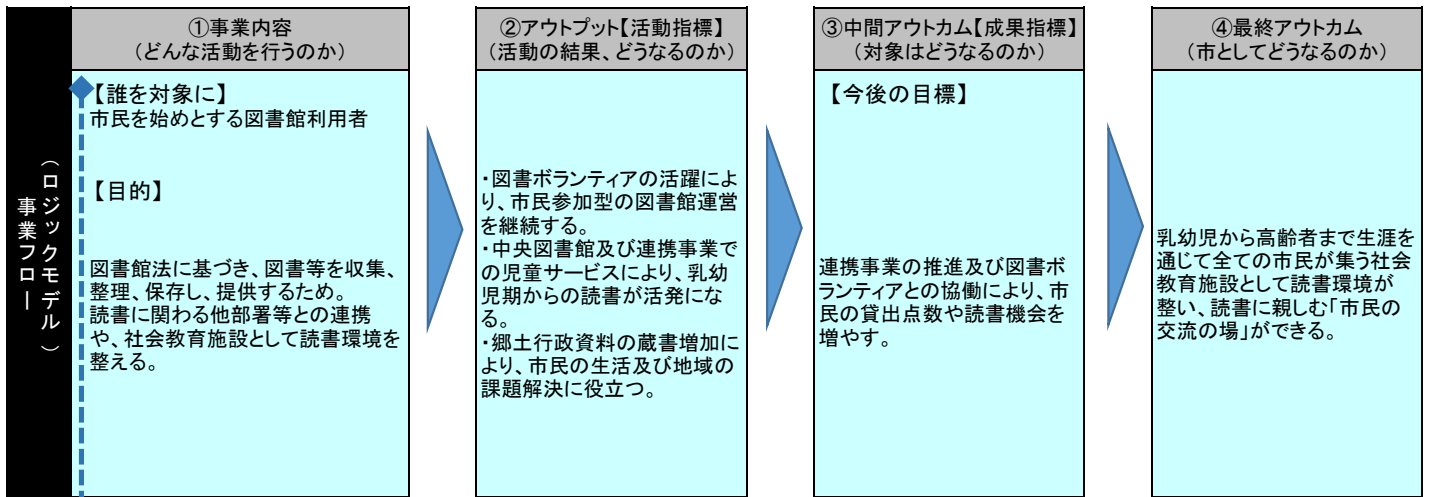 事業フロー
（ロジックモデル）
①事業内容
（どんな活動を行うのか）
【誰を対象に】
市民を始めとする図書館利用者
【目的】
図書館法に基づき、図書等を収集、
整理、保存し、提供するため。
読書に関わる他部署等との連携
や、社会教育施設として読書環境を
整える。
②アウトプット【活動指標】
（活動の結果、どうなるのか）
・図書ボランティアの活躍によ
り、市民参加型の図書館運営
を継続する。
・中央図書館及び連携事業で
の児童サービスにより、乳幼
児期からの読書が活発にな
る。
・郷土行政資料の蔵書増加に
より、市民の生活及び地域の
課題解決に役立つ。
③中間アウトカム【成果指標】
（対象はどうなるのか）
【今後の目標】
連携事業の推進及び図書ボ
ランティアとの協働により、市
民の貸出点数や読書機会を
増やす。
④最終アウトカム
（市としてどうなるのか）
乳幼児から高齢者まで生涯を
通じて全ての市民が集う社会
教育施設として読書環境が
整い、読書に親しむ「市民の
交流の場」ができる。